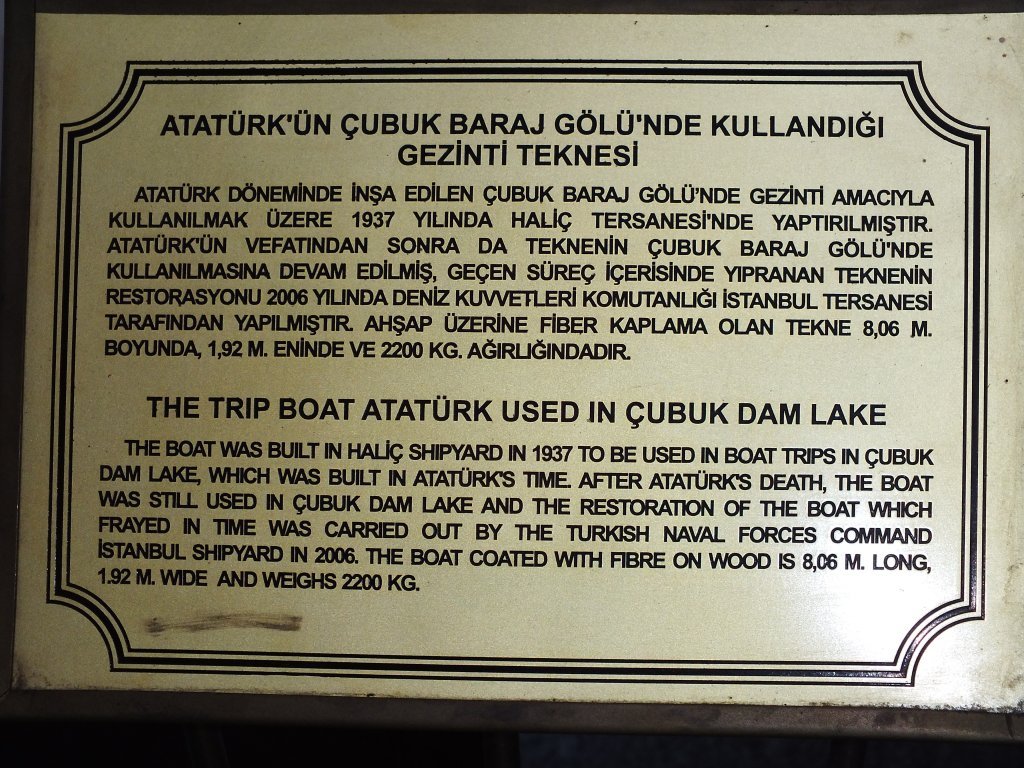 ATATÜRK'ÜN ÇUBUK BARAJ GÖLÜ'NDE KULLANDIĞI
GEZİNTİ TEKNESİ
ATATÜRK DÖNEMİNDE İNŞA EDİLEN ÇUBUK BARAJ GÖLÜ'NDE GEZİNTİ AMACIYLA
KULLANILMAK ÜZERE 1937 YILINDA HALİÇ TERSANESİ'NDE YAPTIRILMIŞTIR.
ATATÜRK'ÜN VEFATINDAN SONRA DA TEKNENİN ÇUBUK BARAJ GÖLÜ'NDE
KULLANILMASINA DEVAM EDİLMİŞ, GEÇEN SÜREÇ İÇERİSİNDE YIPRANAN TEKNENİN
RESTORASYONU 2006 YILINDA DENİZ KUVVETLERİ KOMUTANLIĞI İSTANBUL TERSANESİ
TARAFINDAN YAPILMIŞTIR. AHŞAP ÜZERİNE FİBER KAPLAMA OLAN TEKNE 8,06 M.
BOYUNDA, 1,92 M. ENİNDE VE 2200 KG. AĞIRLIĞINDADIR.
THE TRIP BOAT ATATÜRK USED IN ÇUBUK DAM LAKE
THE BOAT WAS BUILT IN HALİÇ SHIPYARD IN 1937 TO BE USED IN BOAT TRIPS IN ÇUBUK
DAM LAKE, WHICH WAS BUILT IN ATATÜRK'S TIME. AFTER ATATÜRK'S DEATH, THE BOAT
WAS STILL USED IN ÇUBUK DAM LAKE AND THE RESTORATION OF THE BOAT WHICH
FRAYED IN TIME WAS CARRIED OUT BY THE TURKISH NAVAL FORCES COMMAND
İSTANBUL SHIPYARD IN 2006. THE BOAT COATED WITH FIBRE ON WOOD IS 8,06 M. LONG,
1.92 M. WIDE AND WEIGHS 2200 KG.